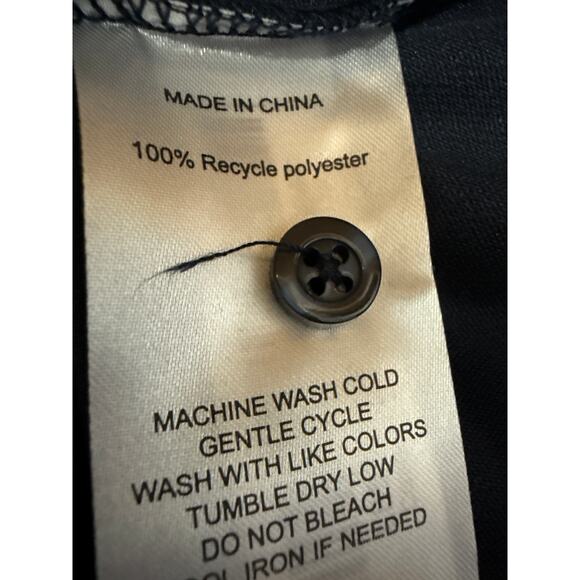 MADE IN CHINA
100% Recycle polyester
MACHINE WASH COLD
GENTLE CYCLE
WASH WITH LIKE COLORS
TUMBLE DRY LOW
DO NOT BLEACH
IRON IF NEEDED